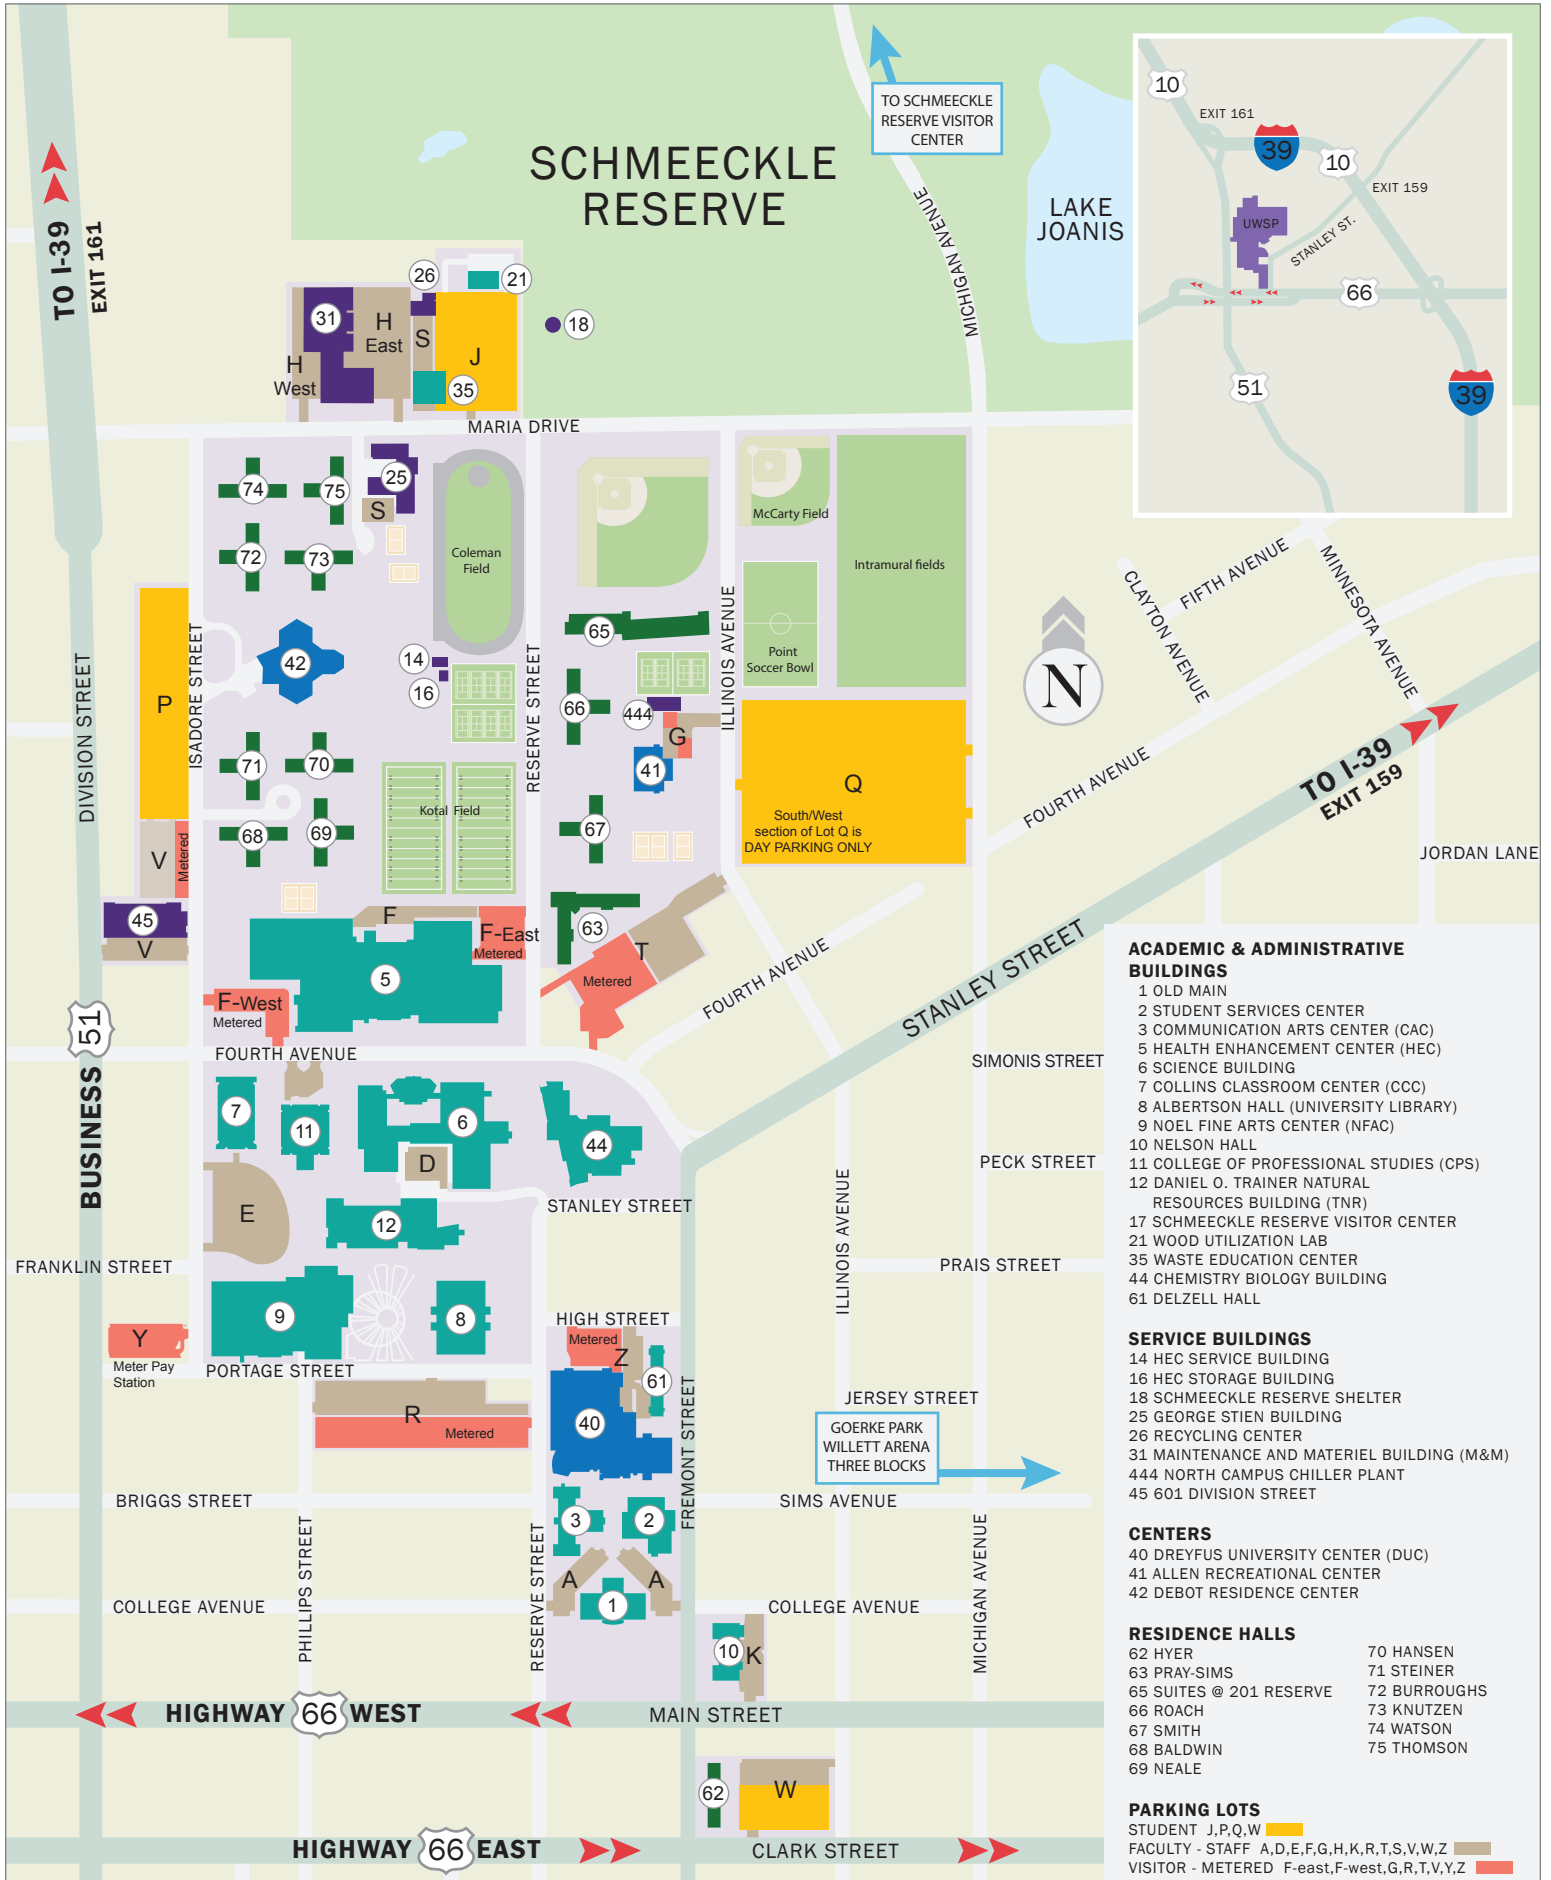 TO SCHMEECKLE
RESERVE VISITOR
CENTER
SCHMEECKLE
RESERVE
MICHIGAN AVENUE
LAKE
JOANIS
10
EXIT 161
39
10
EXIT 159
UWSP
STANLEY ST.
66
51
39
TO I-39
EXIT 161
26
21
31
H
East
S
J
18
H
West
35
MARIA DRIVE
74
75
25
S
72
73
Coleman
Field
McCarty Field
Intramural fields
FIFTH AVENUE
CLAYTON AVENUE
MINNESOTA AVENUE
DIVISION STREET
ISADORE STREET
RESERVE STREET
ILLINOIS AVENUE
65
42
14
16
Point
Soccer Bowl
N
P
66
444
G
41
71
70
Kotal Field
Q
South/West
section of Lot Q is
DAY PARKING ONLY
TO I-39
EXIT 159
FOURTH AVENUE
JORDAN LANE
68
69
67
V
Metered
45
V
F
F-East
Metered
63
T
Metered
5
F-West
Metered
FOURTH AVENUE
STANLEY STREET
51
BUSINESS
FOURTH AVENUE
SIMONIS STREET
7
11
6
44
D
PECK STREET
E
12
STANLEY STREET
ILLINOIS AVENUE
FRANKLIN STREET
PRAIS STREET
9
8
HIGH STREET
Y
Meter Pay
Station
Metered
Z
PORTAGE STREET
61
JERSEY STREET
R
Metered
40
FREMONT STREET
GOERKE PARK
WILLETT ARENA
THREE BLOCKS
BRIGGS STREET
SIMS AVENUE
3
2
PHILLIPS STREET
RESERVE STREET
MICHIGAN AVENUE
A
A
1
COLLEGE AVENUE
COLLEGE AVENUE
10
K
HIGHWAY 66 WEST
MAIN STREET
62
W
HIGHWAY 66 EAST
CLARK STREET
ACADEMIC & ADMINISTRATIVE
BUILDINGS
1 OLD MAIN
2 STUDENT SERVICES CENTER
3 COMMUNICATION ARTS CENTER (CAC)
5 HEALTH ENHANCEMENT CENTER (HEC)
6 SCIENCE BUILDING
7 COLLINS CLASSROOM CENTER (CCC)
8 ALBERTSON HALL (UNIVERSITY LIBRARY)
9 NOEL FINE ARTS CENTER (NFAC)
10 NELSON HALL
11 COLLEGE OF PROFESSIONAL STUDIES (CPS)
12 DANIEL O. TRAINER NATURAL
RESOURCES BUILDING (TNR)
17 SCHMEECKLE RESERVE VISITOR CENTER
21 WOOD UTILIZATION LAB
35 WASTE EDUCATION CENTER
44 CHEMISTRY BIOLOGY BUILDING
61 DELZELL HALL
SERVICE BUILDINGS
14 HEC SERVICE BUILDING
16 HEC STORAGE BUILDING
18 SCHMEECKLE RESERVE SHELTER
25 GEORGE STIEN BUILDING
26 RECYCLING CENTER
31 MAINTENANCE AND MATERIEL BUILDING (M&M)
444 NORTH CAMPUS CHILLER PLANT
45 601 DIVISION STREET
CENTERS
40 DREYFUS UNIVERSITY CENTER (DUC)
41 ALLEN RECREATIONAL CENTER
42 DEBOT RESIDENCE CENTER
RESIDENCE HALLS
62 HYER
63 PRAY-SIMS
65 SUITES @ 201 RESERVE
66 ROACH
67 SMITH
68 BALDWIN
69 NEALE
70 HANSEN
71 STEINER
72 BURROUGHS
73 KNUTZEN
74 WATSON
75 THOMSON
PARKING LOTS
STUDENT J,P,Q,W
FACULTY - STAFF A,D,E,F,G,H,K,R,T,S,V,W,Z
VISITOR - METERED F-east,F-west,G,R,T,V,Y,Z